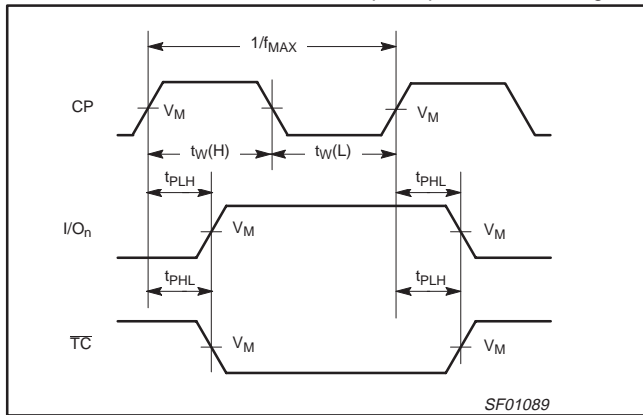 1/fMAX
CP
VM
VM
tW(H)
tW(L)
tPLH
tPHL
I/On
VM
VM
tPHL
tPLH
TC
VM
VM
SF01089